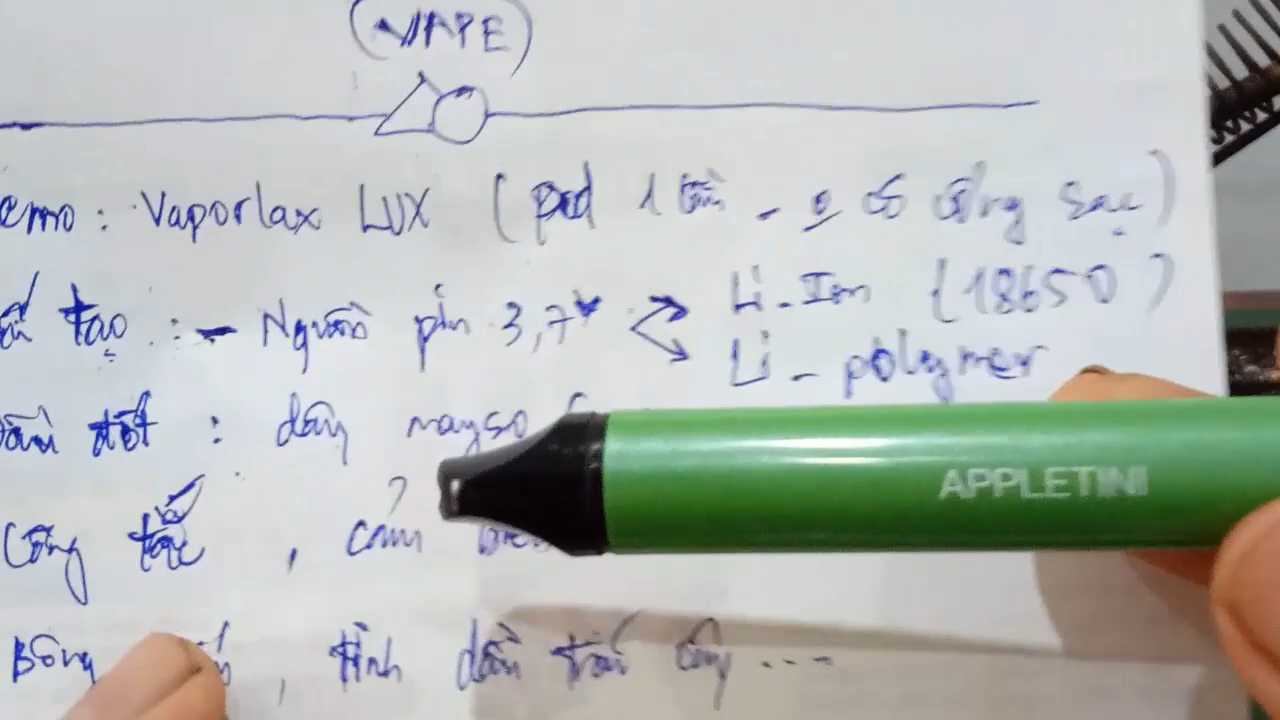 (VAPE)
emo: Vaporlax LUX (pod 1 lần - 0 có cổng sạc)
tạo : - Nguồn pin 3,7V Li-Ion (18650)
Li-polymer
đốt : dây mayso
APPLETINI
Công tắc, cảm
Bông , tinh dầu trái cây ...